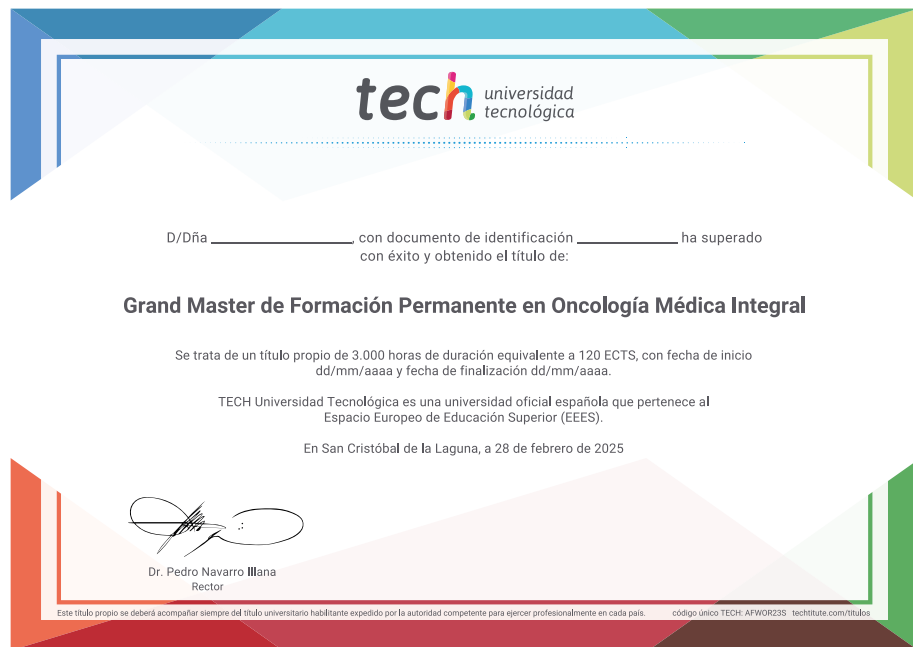 tech universidad
tecnológica
D/Dña __________________, con documento de identificación _____________ ha superado
con éxito y obtenido el título de:
Grand Master de Formación Permanente en Oncología Médica Integral
Se trata de un título propio de 3.000 horas de duración equivalente a 120 ECTS, con fecha de inicio
dd/mm/aaaa y fecha de finalización dd/mm/aaaa.
TECH Universidad Tecnológica es una universidad oficial española que pertenece al
Espacio Europeo de Educación Superior (EEES).
En San Cristóbal de la Laguna, a 28 de febrero de 2025
Dr. Pedro Navarro Illana
Rector
Este título propio se deberá acompañar siempre del título universitario habilitante expedido por la autoridad competente para ejercer profesionalmente en cada país. código único TECH: AFWOR23S techtitute.com/titulos